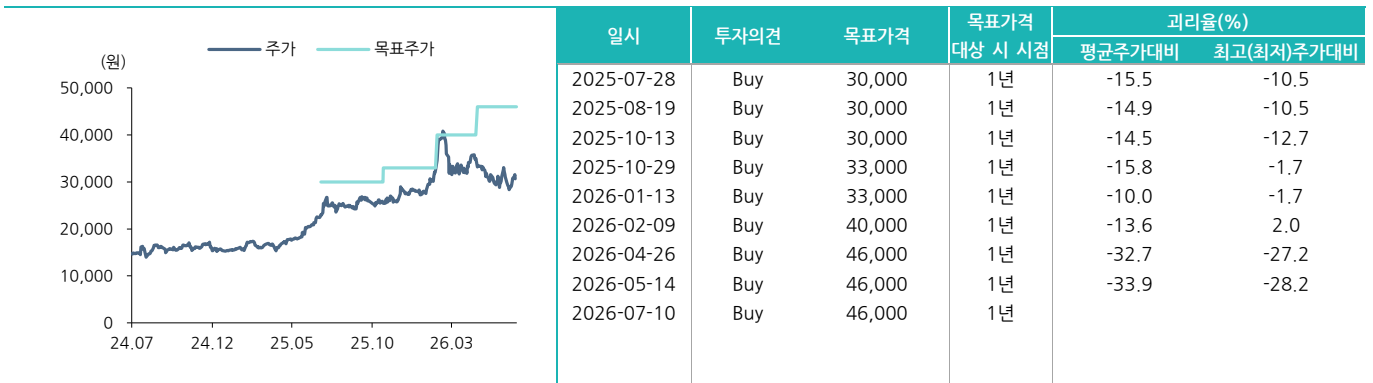 주가 목표주가
(원)
50,000
40,000
30,000
20,000
10,000
0
24.07 24.12 25.05 25.10 26.03
일시 투자의견 목표가격 목표가격 대상 시 시점 괴리율(%)
평균주가대비 최고(최저)주가대비
2025-07-28 Buy 30,000 1년 -15.5 -10.5
2025-08-19 Buy 30,000 1년 -14.9 -10.5
2025-10-13 Buy 30,000 1년 -14.5 -12.7
2025-10-29 Buy 33,000 1년 -15.8 -1.7
2026-01-13 Buy 33,000 1년 -10.0 -1.7
2026-02-09 Buy 40,000 1년 -13.6 2.0
2026-04-26 Buy 46,000 1년 -32.7 -27.2
2026-05-14 Buy 46,000 1년 -33.9 -28.2
2026-07-10 Buy 46,000 1년